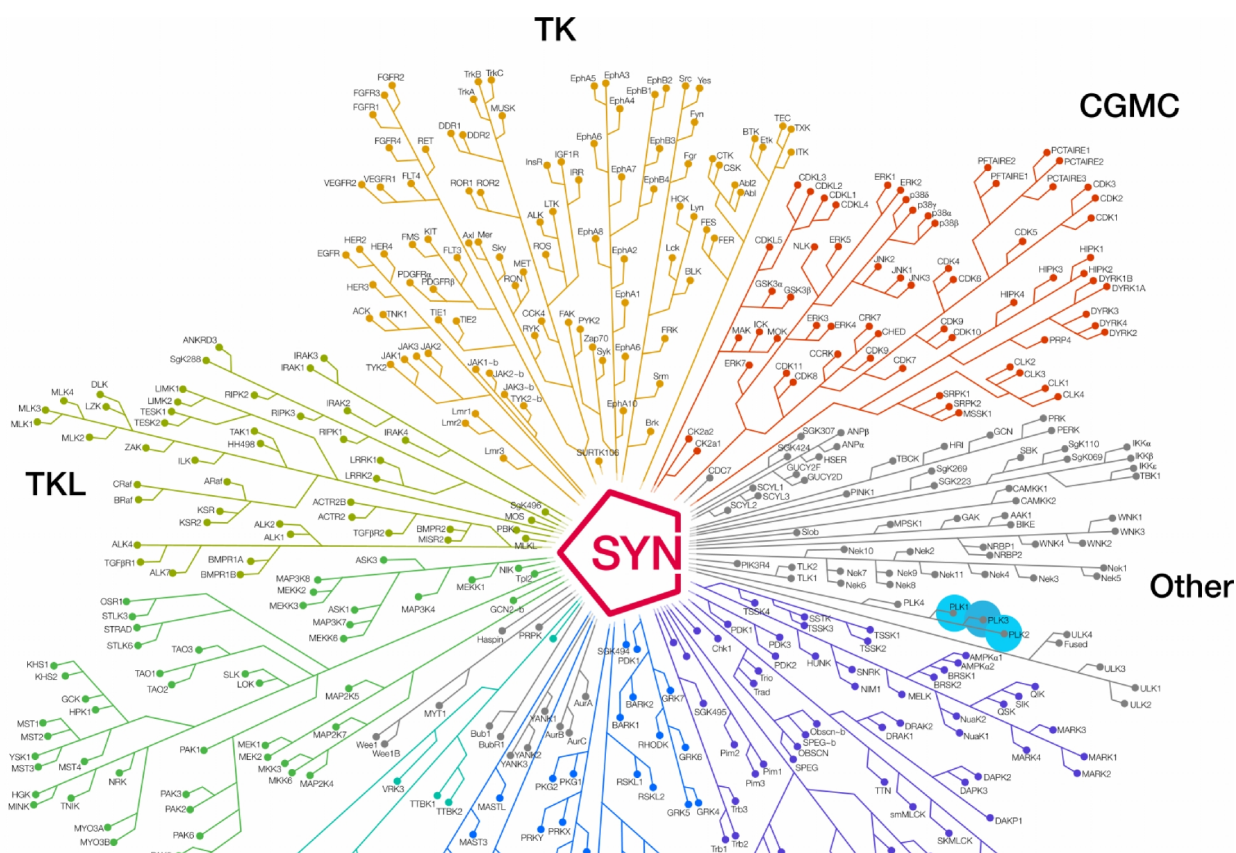 TK
CGMC
TKL
Other
SYN
FGFR2
FGFR3
FGFR1
FGFR4
RET
VEGFR2
VEGFR1
FLT4
TrkB
TrkC
TrkA
MUSK
DDR1
DDR2
ROR1
ROR2
InsR
IGF1R
IRR
LTK
ALK
ROS
HER2
EGFR
HER4
HER3
FMS
KIT
FLT3
Axl
Mer
Sky
MET
RON
PDGFRα
PDGFRβ
ACK
TNK1
TIE1
TIE2
CCK4
RYK
FAK
PYK2
Zap70
Syk
JAK3
JAK2
JAK1
TYK2
JAK1~b
JAK2~b
JAK3~b
TYK2~b
Lmr1
Lmr2
Lmr3
SURTK106
EphA5
EphA3
EphA4
EphB2
EphB1
EphA6
EphB3
EphA7
EphB4
EphA8
EphA2
EphA1
EphA6
EphA10
Src
Yes
Fyn
Fgr
HCK
Lyn
Lck
BLK
FRK
Srm
Brk
CTK
CSK
Abl2
Abl
FES
FER
TEC
TXK
BTK
Etk
ITK
CDKL3
CDKL2
CDKL1
CDKL4
CDKL5
ERK1
ERK2
p38δ
p38γ
p38α
p38β
NLK
ERK5
JNK2
JNK1
JNK3
GSK3α
GSK3β
MAK
ICK
MOK
ERK3
ERK4
ERK7
CRK7
CHED
CCRK
CDK9
CDK11
CDK8
CDK7
CDK9
CDK10
PFTAIRE2
PFTAIRE1
PCTAIRE1
PCTAIRE2
PCTAIRE3
CDK3
CDK2
CDK1
CDK5
CDK4
CDK6
HIPK1
HIPK2
HIPK3
HIPK4
DYRK1B
DYRK1A
DYRK3
DYRK4
DYRK2
PRP4
CLK2
CLK3
CLK1
CLK4
SRPK1
SRPK2
MSSK1
CK2a2
CK2a1
CDC7
SGK307
SGK424
ANPβ
ANPα
HSER
GUCY2F
GUCY2D
SCYL1
SCYL3
SCYL2
TBCK
PINK1
HRI
GCN
PRK
PERK
SgK269
SGK223
SBK
SgK110
SgK069
IKKα
IKKβ
IKKε
TBK1
CAMKK1
CAMKK2
Slob
MPSK1
GAK
AAK1
BIKE
WNK1
WNK3
WNK4
WNK2
NRBP1
NRBP2
PIK3R4
TLK2
TLK1
Nek10
Nek2
Nek7
Nek6
Nek9
Nek8
Nek11
Nek4
Nek3
Nek1
Nek5
PLK4
PLK1
PLK3
PLK2
ULK4
Fused
ULK3
ULK1
ULK2
ANKRD3
SgK288
IRAK3
IRAK1
DLK
MLK4
LZK
MLK3
MLK1
MLK2
LIMK1
LIMK2
TESK1
TESK2
RIPK2
RIPK3
RIPK1
IRAK2
IRAK4
ZAK
TAK1
HH498
ILK
LRRK1
LRRK2
CRaf
BRaf
ARaf
KSR
KSR2
ACTR2B
ACTR2
TGFβR2
BMPR2
MISR2
ALK2
ALK1
ALK4
TGFβR1
ALK7
BMPR1A
BMPR1B
SgK496
MOS
PBK
MLKL
NIK
Tpl2
GCN2~b
ASK3
MEKK1
MAP3K8
MEKK2
MEKK3
ASK1
MAP3K7
MEKK6
MAP3K4
OSR1
STLK3
STRAD
STLK6
TAO3
TAO1
TAO2
SLK
LOK
KHS1
KHS2
GCK
HPK1
MST1
MST2
YSK1
MST3
MST4
HGK
MINK
TNIK
NRK
MYO3A
MYO3B
PAK1
PAK3
PAK2
PAK6
MAP2K5
MAP2K7
MEK1
MEK2
MKK3
MKK6
MAP2K4
Haspin
PRPK
MYT1
Wee1
Wee1B
VRK3
TTBK1
TTBK2
Bub1
BubR1
AurA
AurB
AurC
YANK1
YANK2
YANK3
MASTL
MAST3
PKG2
PKG1
PRKY
PRKX
SGK494
PDK1
BARK2
BARK1
GRK7
RHODK
GRK6
GRK5
GRK4
RSKL1
RSKL2
TSSK4
SSTK
TSSK3
TSSK1
TSSK2
PDK1
Chk1
PDK3
PDK2
Trio
Trad
SGK495
Pim2
Pim1
Pim3
Trb3
Trb1
Trb2
HUNK
SNRK
NIM1
AMPKα1
AMPKα2
BRSK1
BRSK2
MELK
QIK
SIK
QSK
NuaK2
NuaK1
MARK3
MARK4
MARK1
MARK2
Obscn~b
SPEG~b
OBSCN
SPEG
DRAK2
DRAK1
TTN
smMLCK
SKMLCK
DAPK2
DAPK3
DAKP1